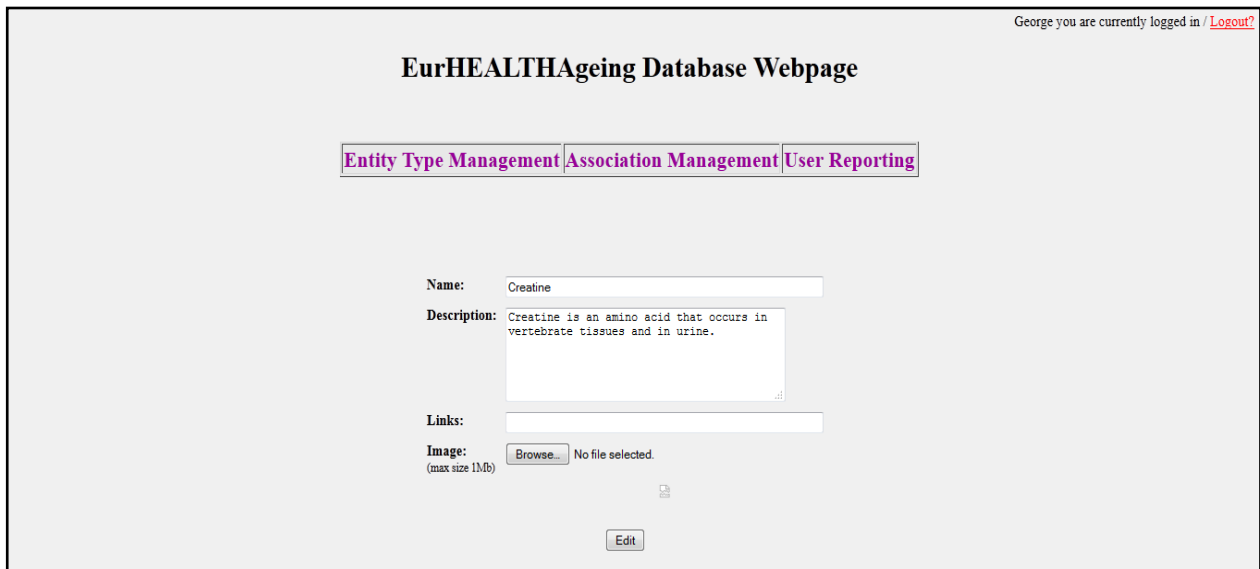 George you are currently logged in / Logout?
EurHEALTHAgeing Database Webpage
Entity Type Management Association Management User Reporting
Name: Creatine
Description: Creatine is an amino acid that occurs in
vertebrate tissues and in urine.
Links:
Image: Browse... No file selected.
(max size 1Mb)
Edit